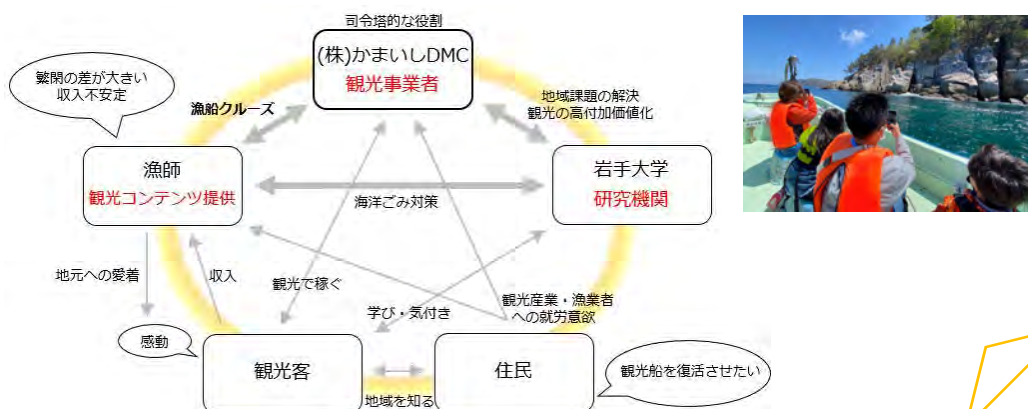 司令塔的な役割
(株)かまいしDMC
観光事業者
繁閑の差が大きい
収入不安定
漁船クルーズ
地域課題の解決
観光の高付加価値化
漁師
観光コンテンツ提供
海洋ごみ対策
岩手大学
研究機関
地元への愛着
収入
観光で稼ぐ
学び・気付き
観光産業・漁業者
への就労意欲
感動
観光客
住民
観光船を復活させたい
地域を知る